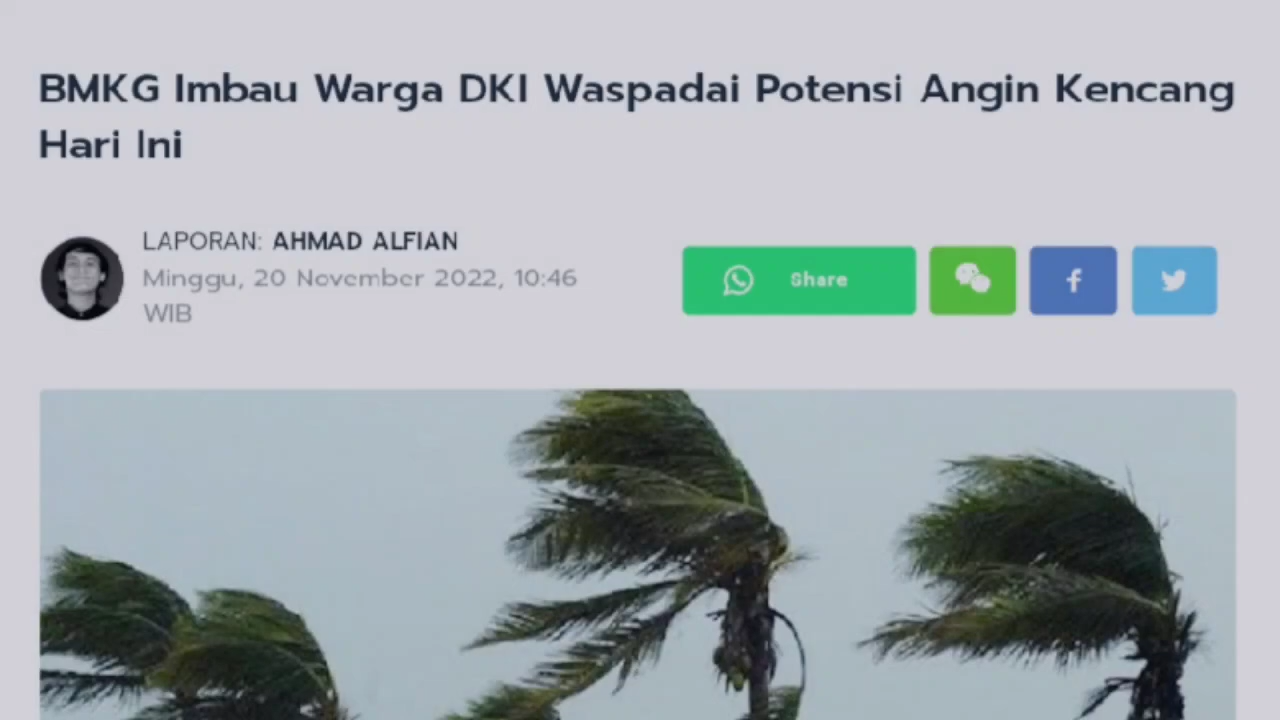 BMKG Imbau Warga DKI Waspadai Potensi Angin Kencang
Hari Ini
LAPORAN: AHMAD ALFIAN
Minggu, 20 November 2022, 10:46
WIB
Share